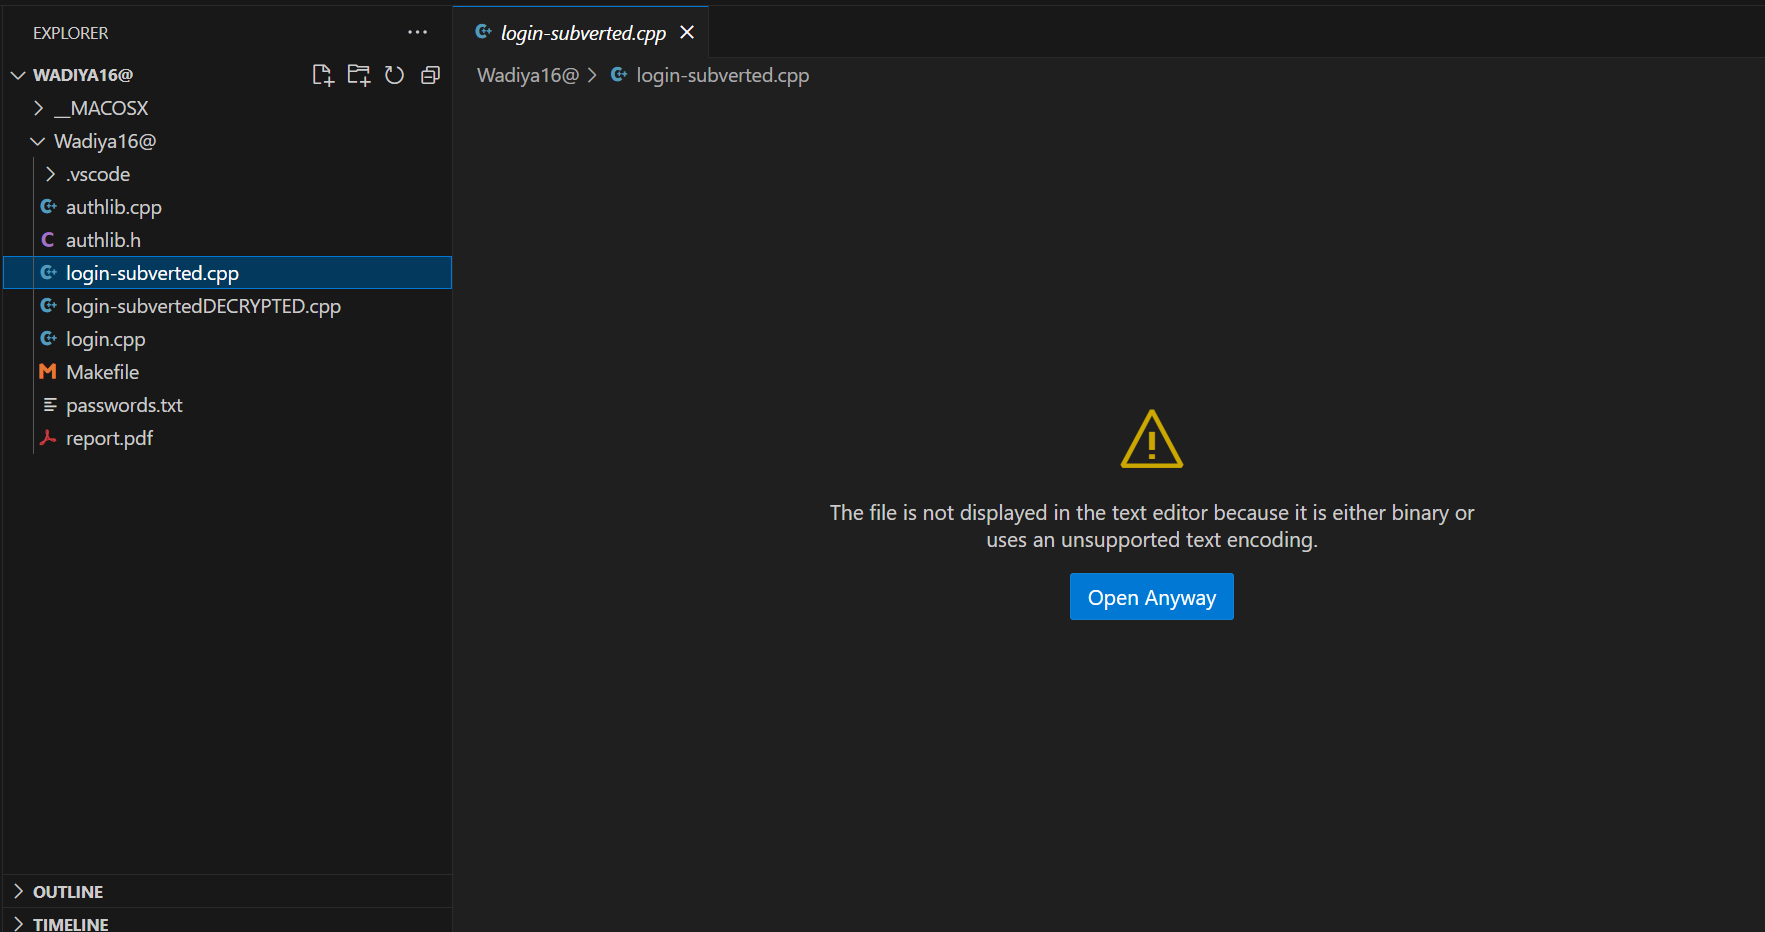 EXPLORER
WADIYA16@
__MACOSX
Wadiya16@
.vscode
authlib.cpp
authlib.h
login-subverted.cpp
login-subvertedDECRYPTED.cpp
login.cpp
Makefile
passwords.txt
report.pdf
OUTLINE
TIMELINE
login-subverted.cpp
Wadiya16@ > login-subverted.cpp
The file is not displayed in the text editor because it is either binary or
uses an unsupported text encoding.
Open Anyway